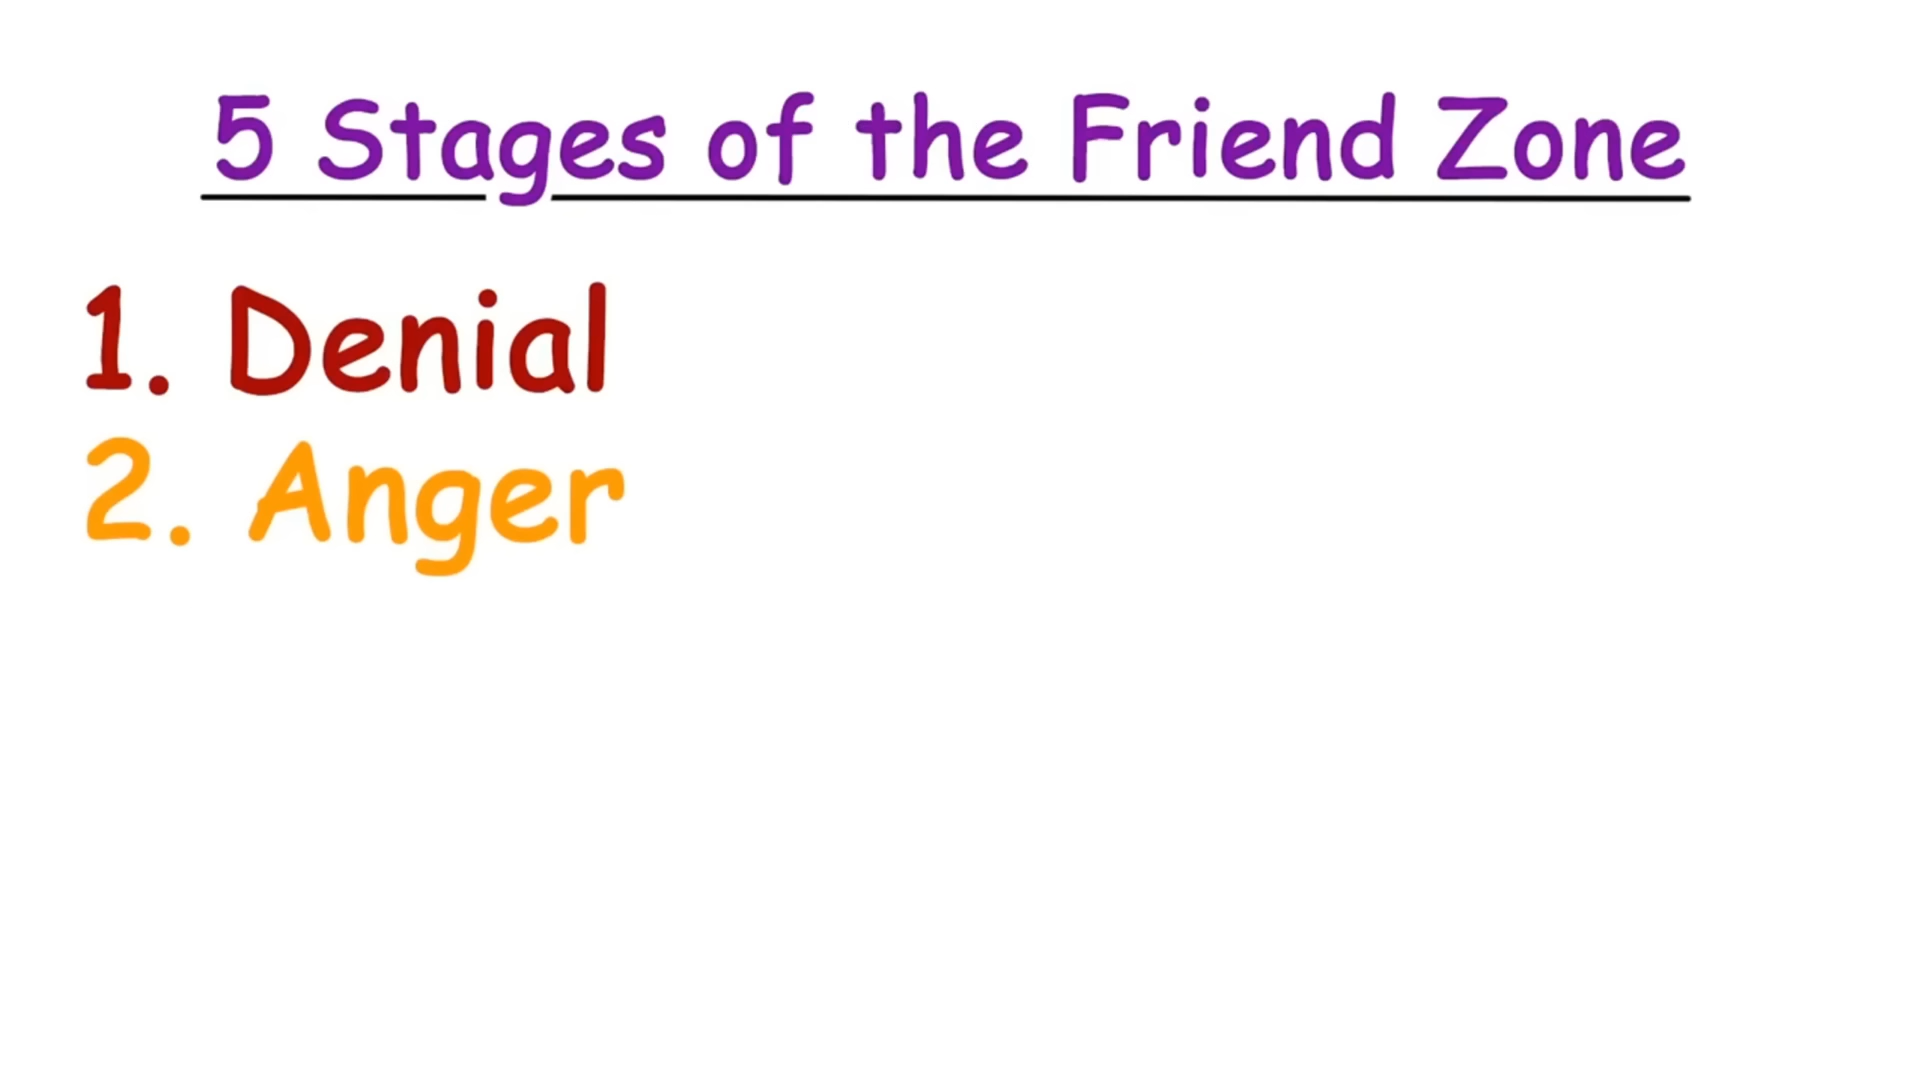 5 Stages of the Friend Zone
1. Denial
2. Anger